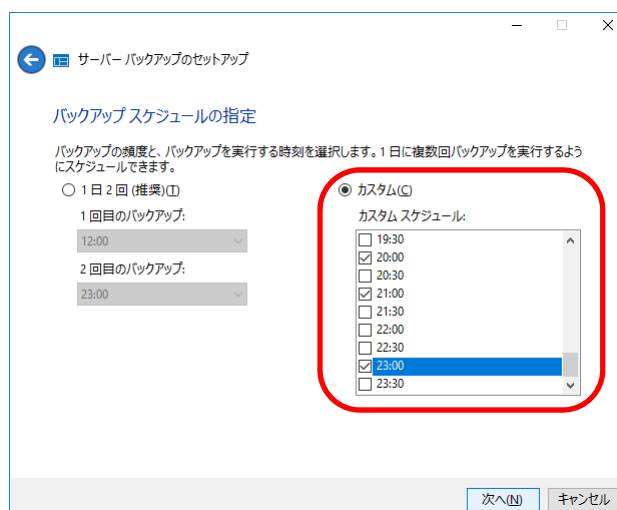 サーバー バックアップのセットアップ
バックアップ スケジュールの指定
バックアップの頻度と、バックアップを実行する時刻を選択します。1 日に複数回バックアップを実行するよう
にスケジュールできます。
1 日 2 回 (推奨)(T)
1 回目のバックアップ:
12:00
2 回目のバックアップ:
23:00
カスタム(C)
カスタム スケジュール:
19:30
20:00
20:30
21:00
21:30
22:00
22:30
23:00
23:30
次へ(N)
キャンセル